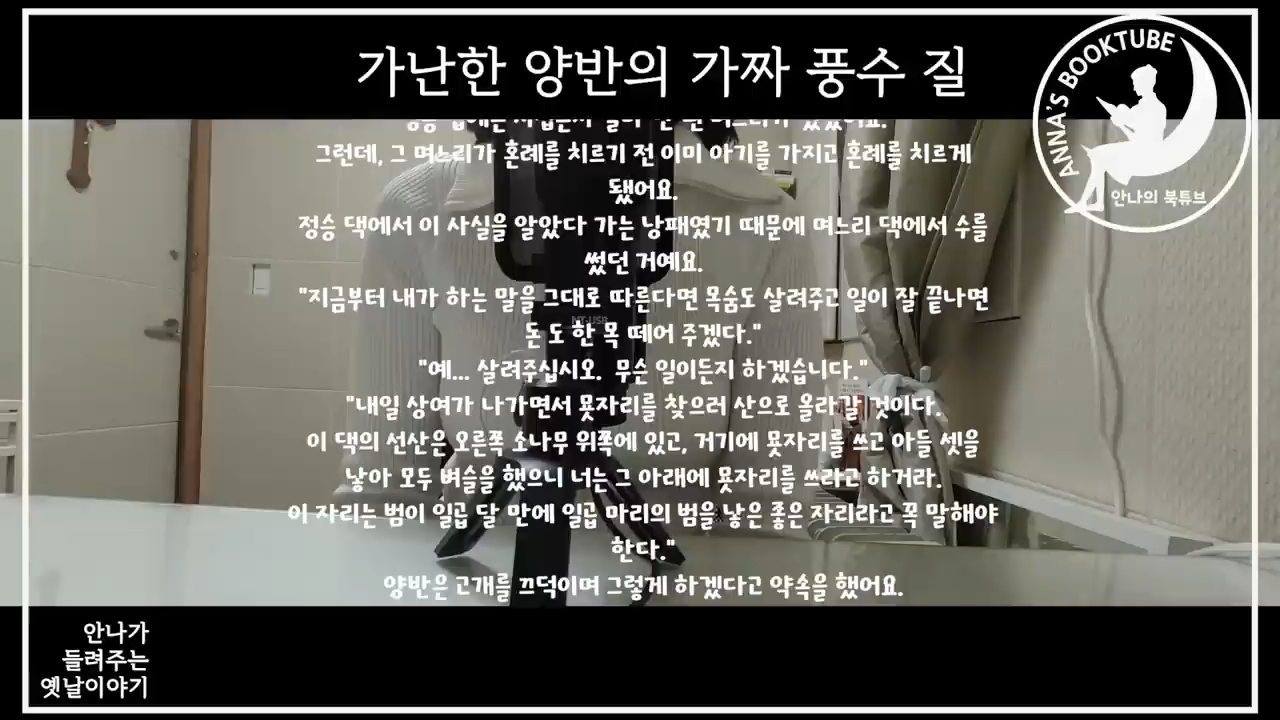 가난한 양반의 가짜 풍수 질
ANNA'S BOOKTUBE
안나의 북튜브
그런데, 그 며느리가 혼례를 치르기 전 이미 아기를 가지고 혼례를 치르게
됐어요.
정승 댁에서 이 사실을 알았다 가는 낭패였기 때문에 며느리 댁에서 수를
썼던 거예요.
"지금부터 내가 하는 말을 그대로 따른다면 목숨도 살려주고 일이 잘 끝나면
돈 도 한 목 떼어 주겠다."
"예... 살려주십시오. 무슨 일이든지 하겠습니다."
"내일 상여가 나가면서 묫자리를 찾으러 산으로 올라갈 것이다.
이 댁의 선산은 오른쪽 소나무 위쪽에 있고, 거기에 묫자리를 쓰고 아들 셋을
낳아 모두 벼슬을 했으니 너는 그 아래에 묫자리를 쓰라고 하거라.
이 자리는 범이 일곱 달 만에 일곱 마리의 범을 낳은 좋은 자리라고 꼭 말해야
한다."
양반은 고개를 끄덕이며 그렇게 하겠다고 약속을 했어요.
안나가
들려주는
옛날이야기